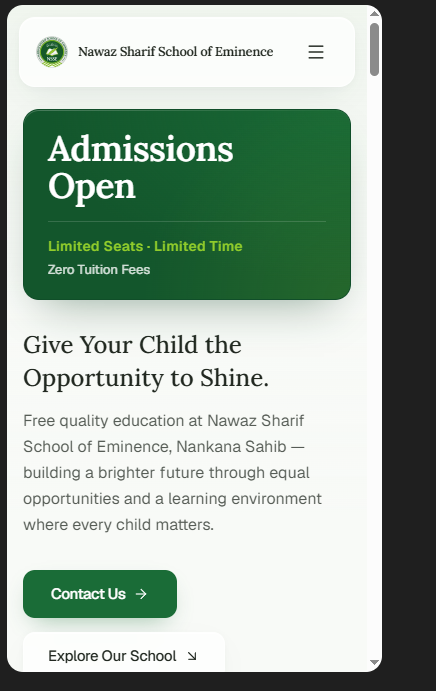 NSSE
Nawaz Sharif School of Eminence
Admissions
Open
Limited Seats · Limited Time
Zero Tuition Fees
Give Your Child the
Opportunity to Shine.
Free quality education at Nawaz Sharif
School of Eminence, Nankana Sahib —
building a brighter future through equal
opportunities and a learning environment
where every child matters.
Contact Us →
Explore Our School ↘